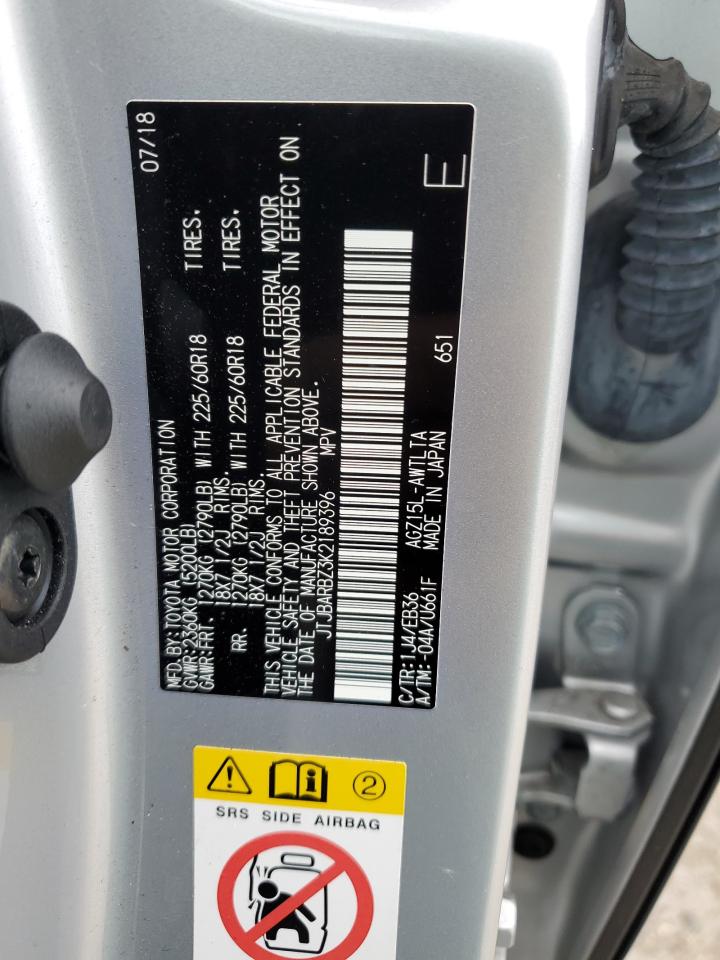 MFD. BY:TOYOTA MOTOR CORPORATION 07/18
GVWR:2360KG (5200LB)
GAWR:FRT 1270KG (2790LB) WITH 225/60R18 TIRES.
18X7 1/2J RIMS.
RR. 1270KG (2790LB) WITH 225/60R18 TIRES.
18X7 1/2J RIMS.
THIS VEHICLE CONFORMS TO ALL APPLICABLE FEDERAL MOTOR
VEHICLE SAFETY AND THEFT PREVENTION STANDARDS IN EFFECT ON
THE DATE OF MANUFACTURE SHOWN ABOVE.
JTJBARBZ3K2189396 MPV
C/TR:1J4/EB36 AGZ15L-AWTLTA
A/TM:-04A/U661F MADE IN JAPAN 651
E
2
SRS SIDE AIRBAG